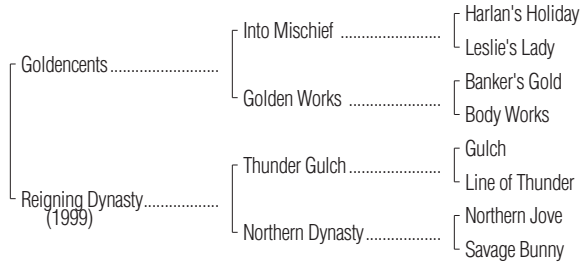 Harlan's Holiday
Into Mischief ........................
Leslie's Lady
Goldencents ..........................
Banker's Gold
Golden Works ......................
Body Works
Gulch
Thunder Gulch ......................
Line of Thunder
Reigning Dynasty ..................
(1999)
Northern Jove
Northern Dynasty ..................
Savage Bunny